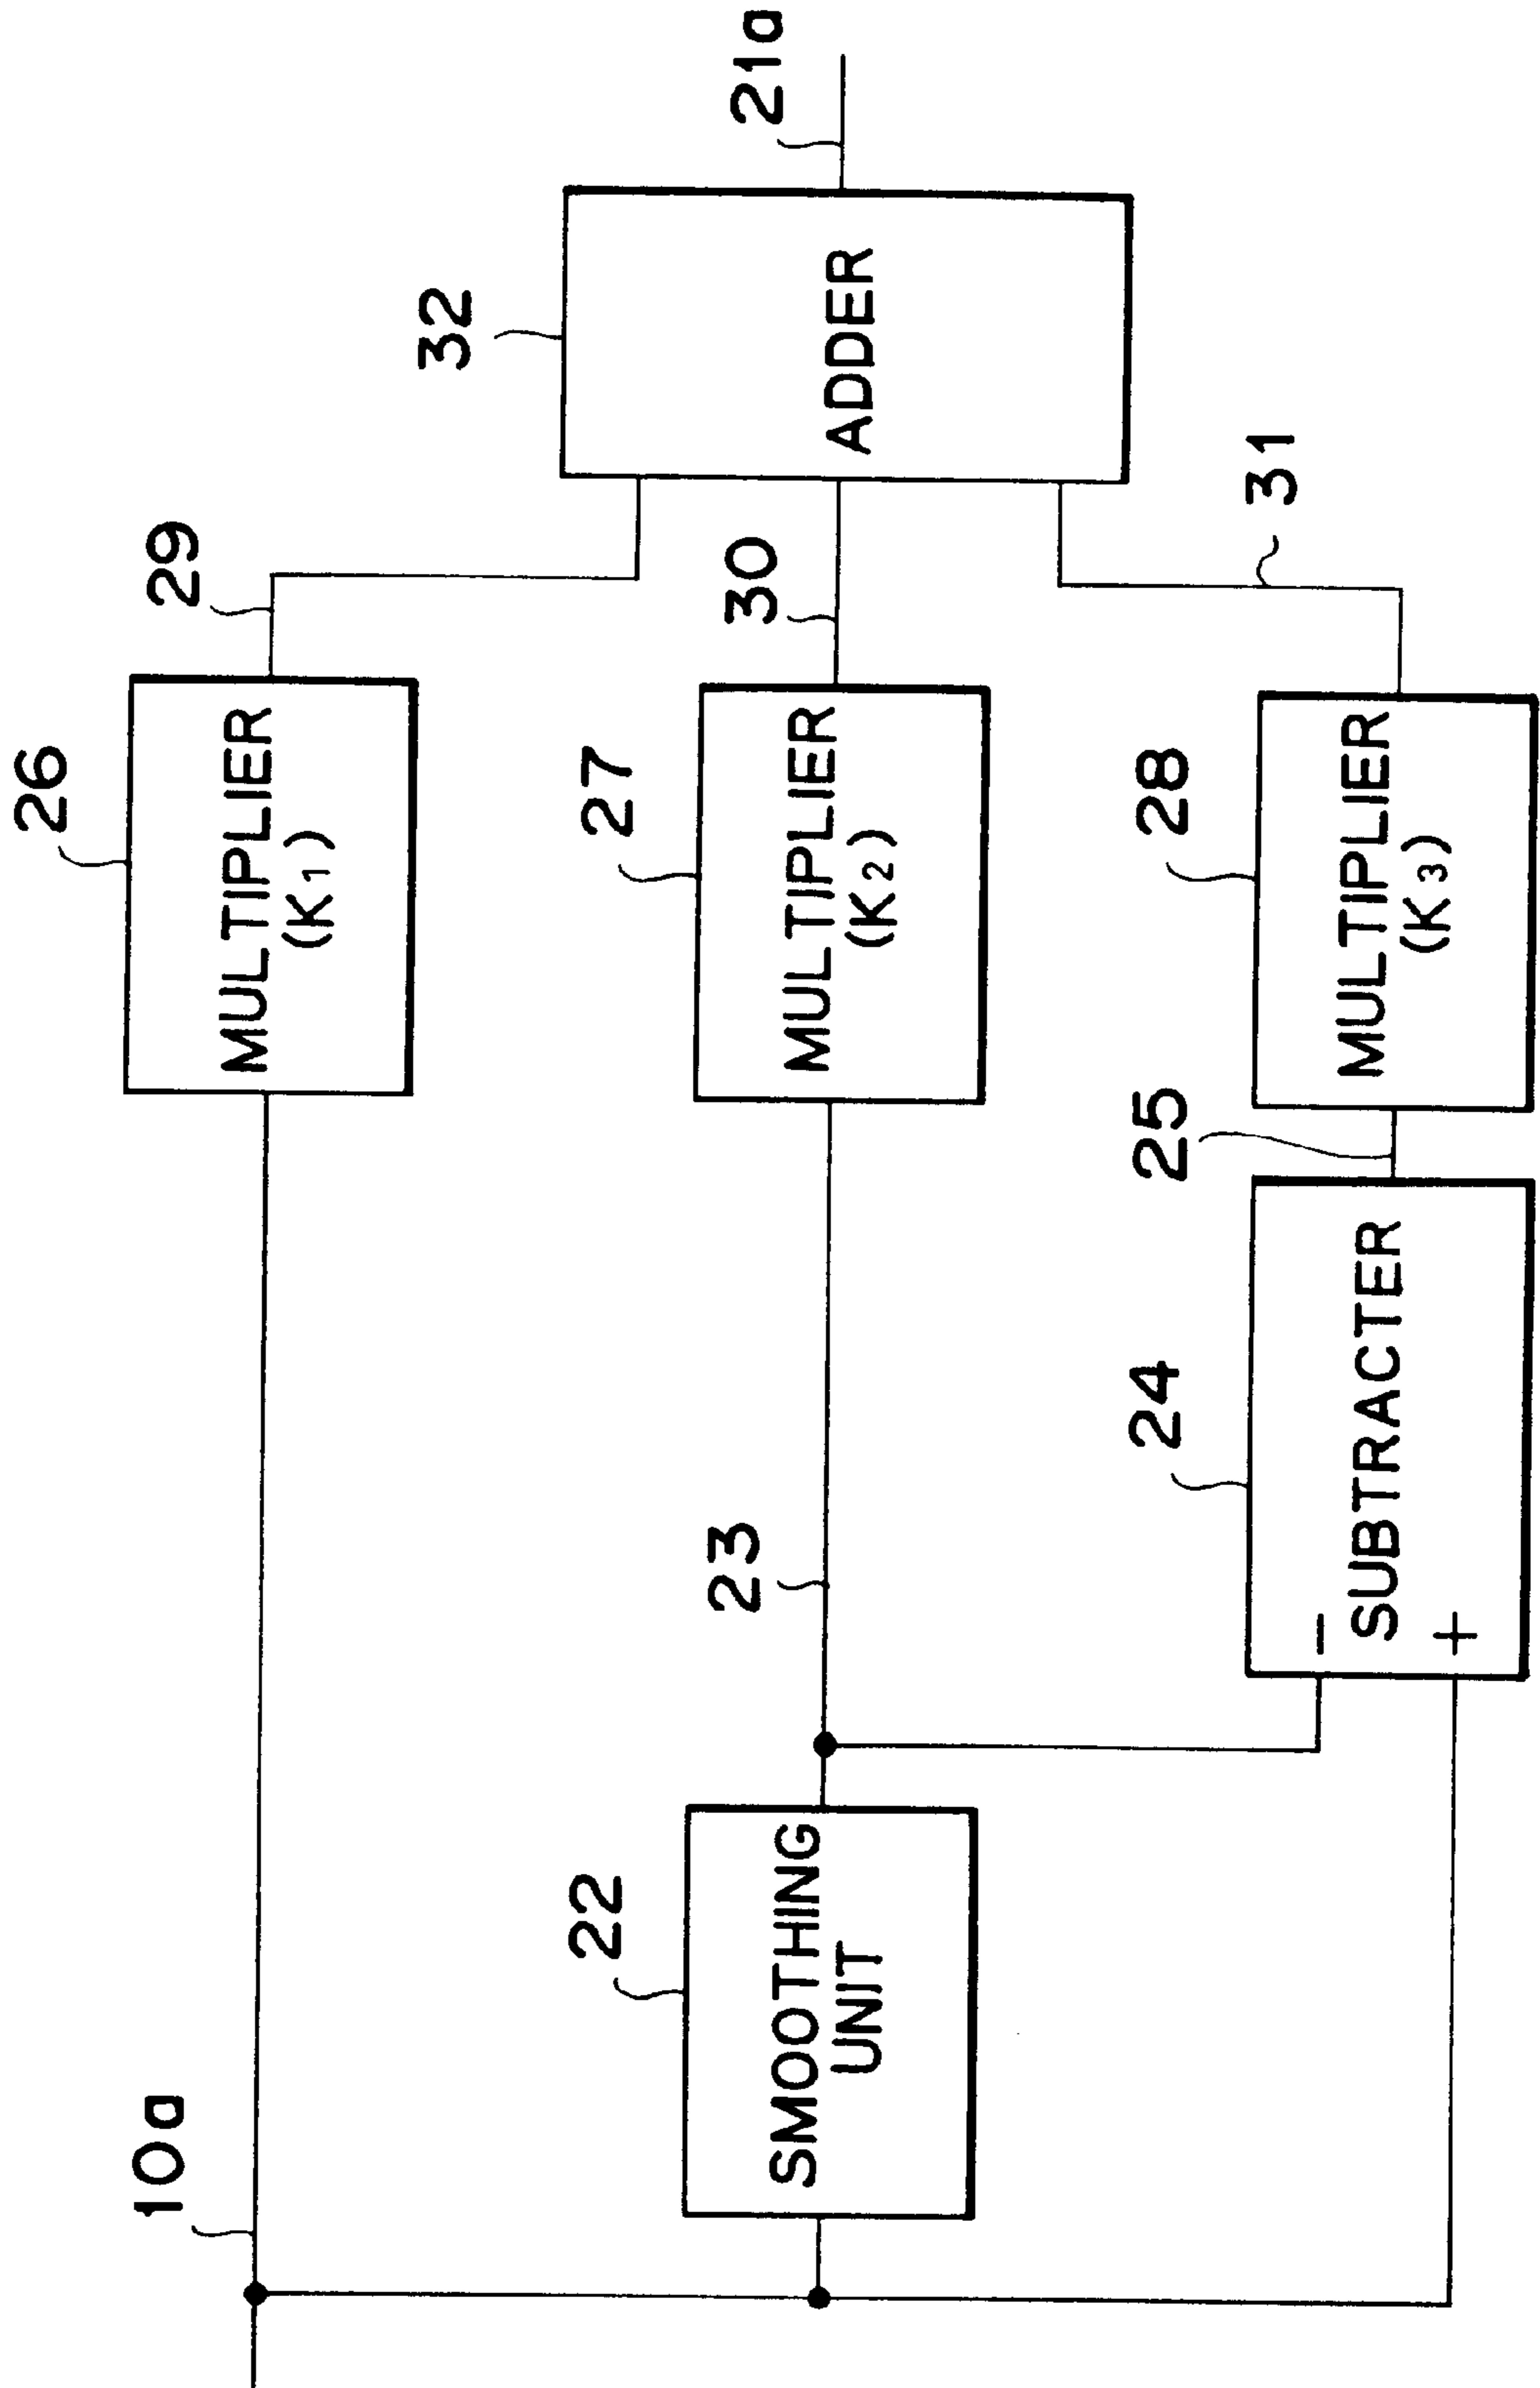 10a
26
MULTIPLIER
(K1)
29
22
SMOOTHING
UNIT
23
27
MULTIPLIER
(K2)
30
32
ADDER
21a
24
-
SUBTRACTER
+
25
28
MULTIPLIER
(K3)
31